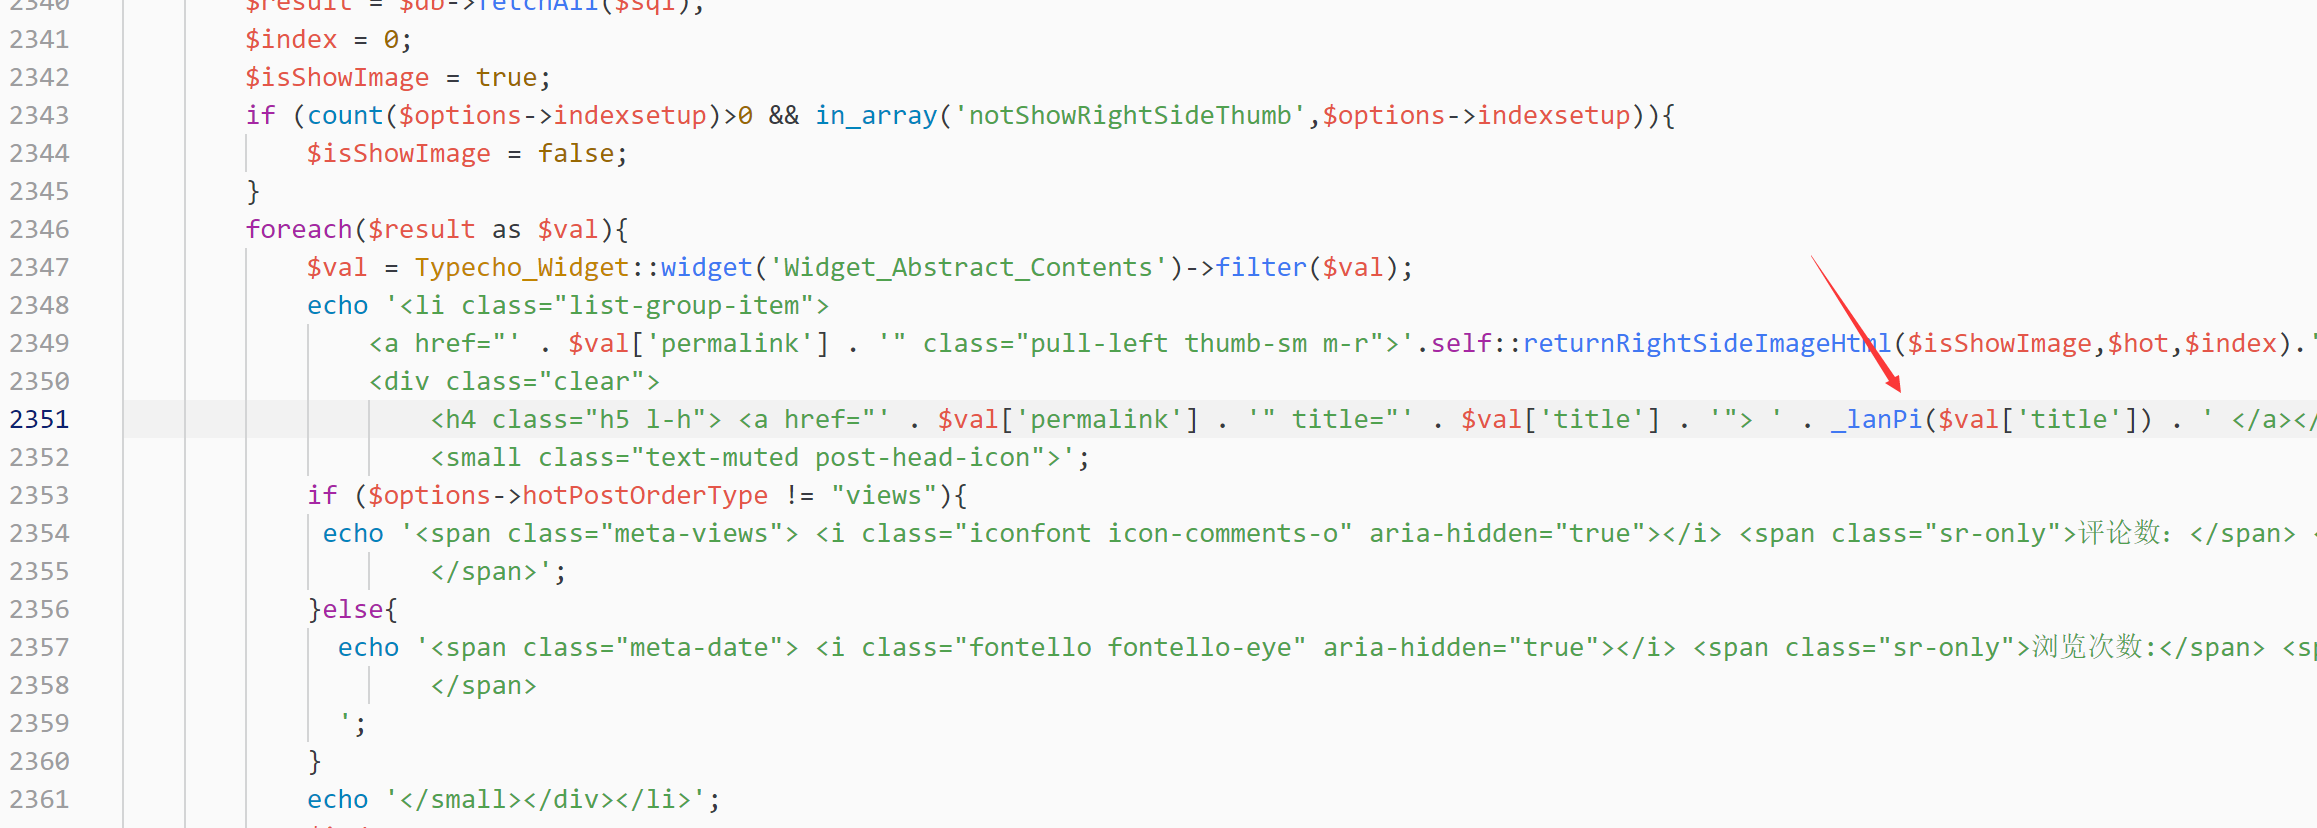 2340 $result = $db->fetchAll($sql);
2341 $index = 0;
2342 $isShowImage = true;
2343 if (count($options->indexsetup)>0 && in_array('notShowRightSideThumb',$options->indexsetup)){
2344 $isShowImage = false;
2345 }
2346 foreach($result as $val){
2347 $val = Typecho_Widget::widget('Widget_Abstract_Contents')->filter($val);
2348 echo '<li class="list-group-item">
2349 <a href="' . $val['permalink'] . '" class="pull-left thumb-sm m-r">'.self::returnRightSideImageHtml($isShowImage,$hot,$index).'
2350 <div class="clear">
2351 <h4 class="h5 l-h"> <a href="' . $val['permalink'] . '" title="' . $val['title'] . '"> ' . _lanPi($val['title']) . ' </a></
2352 <small class="text-muted post-head-icon">';
2353 if ($options->hotPostOrderType != "views"){
2354 echo '<span class="meta-views"> <i class="iconfont icon-comments-o" aria-hidden="true"></i> <span class="sr-only">评论数：</span> <
2355 </span>';
2356 }else{
2357 echo '<span class="meta-date"> <i class="fontello fontello-eye" aria-hidden="true"></i> <span class="sr-only">浏览次数:</span> <sp
2358 </span>
2359 ';
2360 }
2361 echo '</small></div></li>';